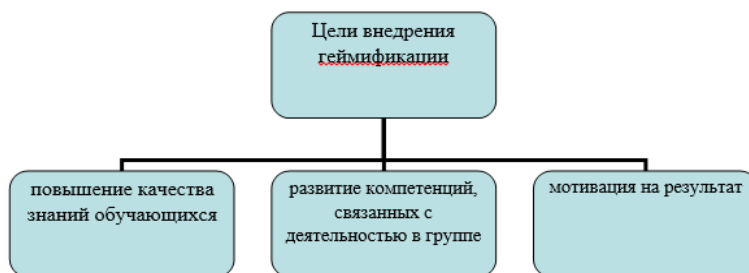 Цели внедрения
геймификации
повышение качества
знаний обучающихся
развитие компетенций,
связанных с
деятельностью в группе
мотивация на результат